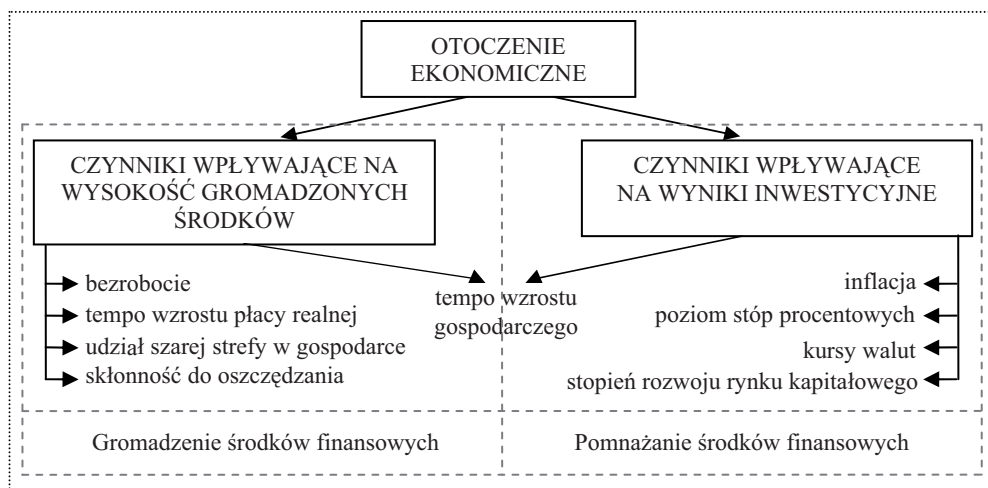 OTOCZENIE
EKONOMICZNE
CZYNNIKI WPŁYWAJĄCE NA
WYSOKOŚĆ GROMADZONYCH
ŚRODKÓW
CZYNNIKI WPŁYWAJĄCE
NA WYNIKI INWESTYCYJNE
bezrobocie
tempo wzrostu płacy realnej
udział szarej strefy w gospodarce
skłonność do oszczędzania
tempo wzrostu
gospodarczego
inflacja
poziom stóp procentowych
kursy walut
stopień rozwoju rynku kapitałowego
Gromadzenie środków finansowych
Pomnażanie środków finansowych